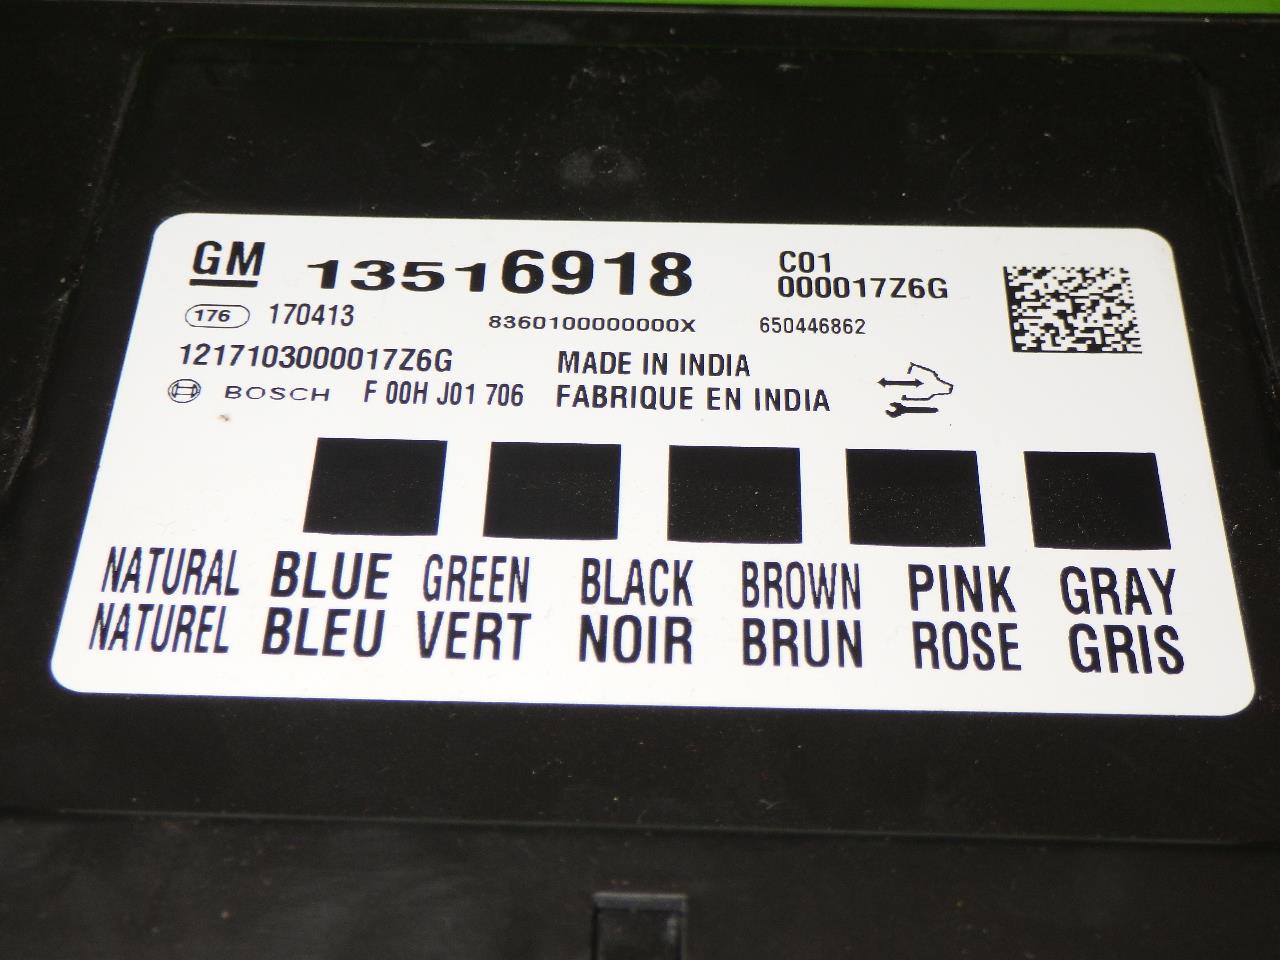 GM 13516918 C01
000017Z6G
176 170413 8360100000000X 650446862
1217103000017Z6G MADE IN INDIA
BOSCH F 00H J01 706 FABRIQUE EN INDIA
NATURAL BLUE GREEN BLACK BROWN PINK GRAY
NATUREL BLEU VERT NOIR BRUN ROSE GRIS